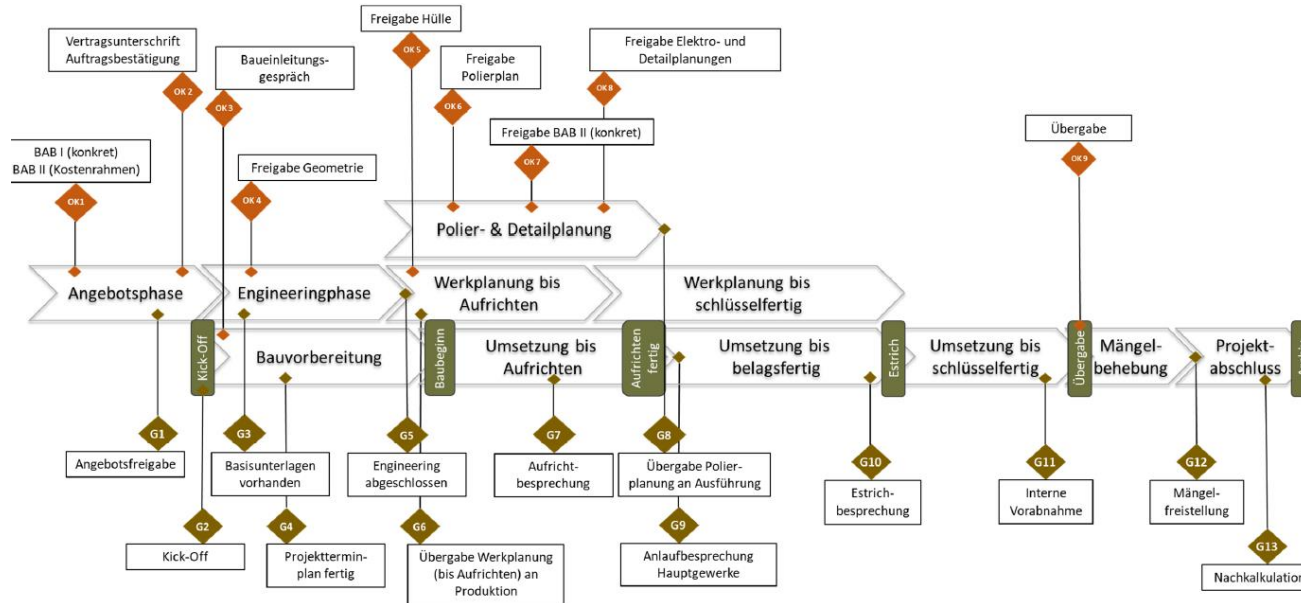 Freigabe Hülle
OK 5
Vertragsunterschrift
Auftragsbestätigung
OK 2
Baueinleitungs-
gespräch
OK 3
Freigabe
Polierplan
OK 6
Freigabe Elektro- und
Detailplanungen
OK 8
Freigabe BAB II (konkret)
OK 7
Übergabe
OK 9
BAB I (konkret)
BAB II (Kostenrahmen)
OK1
Freigabe Geometrie
OK 4
Polier- & Detailplanung
Angebotsphase
Engineeringphase
Werkplanung bis
Aufrichten
Werkplanung bis
schlüsselfertig
Kick-Off
Bauvorbereitung
Baubeginn
Umsetzung bis
Aufrichten
Aufrichten
fertig
Umsetzung bis
belagsfertig
Estrich
Umsetzung bis
schlüsselfertig
Übergabe
Mängel-
behebung
Projekt-
abschluss
G1
Angebotsfreigabe
G2
Kick-Off
G3
Basisunterlagen
vorhanden
G4
Projekttermin-
plan fertig
G5
Engineering
abgeschlossen
G6
Übergabe Werkplanung
(bis Aufrichten) an
Produktion
G7
Aufricht-
besprechung
G8
Übergabe Polier-
planung an Ausführung
G9
Anlaufbesprechung
Hauptgewerke
G10
Estrich-
besprechung
G11
Interne
Vorabnahme
G12
Mängel-
freistellung
G13
Nachkalkulation